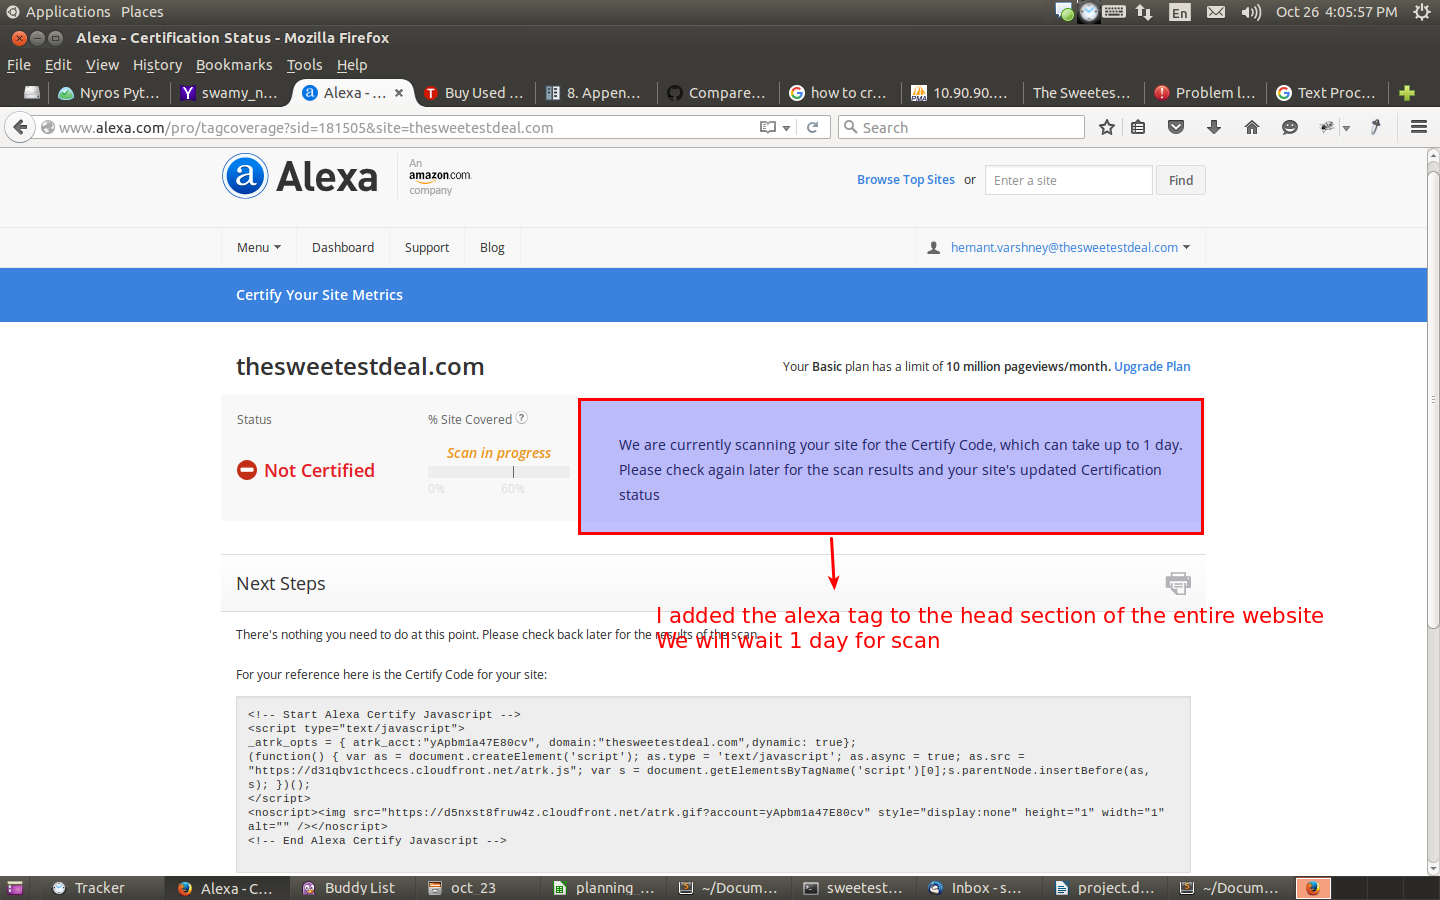 Applications Places En Oct 26 4:05:57 PM
Alexa - Certification Status - Mozilla Firefox
File Edit View History Bookmarks Tools Help
Nyros Pyt... swamy_n... Alexa - ... Buy Used ... 8. Appen... Compare... how to cr... 10.90.90.... The Sweetes... Problem l... Text Proc...
www.alexa.com/pro/tagcoverage?sid=181505&site=thesweetestdeal.com Search
a Alexa An amazon.com company
Browse Top Sites or Enter a site Find
Menu Dashboard Support Blog hemant.varshney@thesweetestdeal.com
Certify Your Site Metrics
thesweetestdeal.com Your Basic plan has a limit of 10 million pageviews/month. Upgrade Plan
Status % Site Covered ?
Scan in progress
Not Certified
0% 60%
We are currently scanning your site for the Certify Code, which can take up to 1 day.
Please check again later for the scan results and your site's updated Certification
status
Next Steps
I added the alexa tag to the head section of the entire website
We will wait 1 day for scan
There's nothing you need to do at this point. Please check back later for the results of the scan.
For your reference here is the Certify Code for your site:
<!-- Start Alexa Certify Javascript -->
<script type="text/javascript">
_atrk_opts = { atrk_acct:"yApbm1a47E80cv", domain:"thesweetestdeal.com",dynamic: true};
(function() { var as = document.createElement('script'); as.type = 'text/javascript'; as.async = true; as.src =
"https://d31qbv1cthcecs.cloudfront.net/atrk.js"; var s = document.getElementsByTagName('script')[0];s.parentNode.insertBefore(as,
s); })();
</script>
<noscript><img src="https://d5nxst8fruw4z.cloudfront.net/atrk.gif?account=yApbm1a47E80cv" style="display:none" height="1" width="1"
alt="" /></noscript>
<!-- End Alexa Certify Javascript -->
Tracker Alexa - C... Buddy List oct_23 planning_... ~/Docum... sweetest... Inbox - s... project.d... ~/Docum...